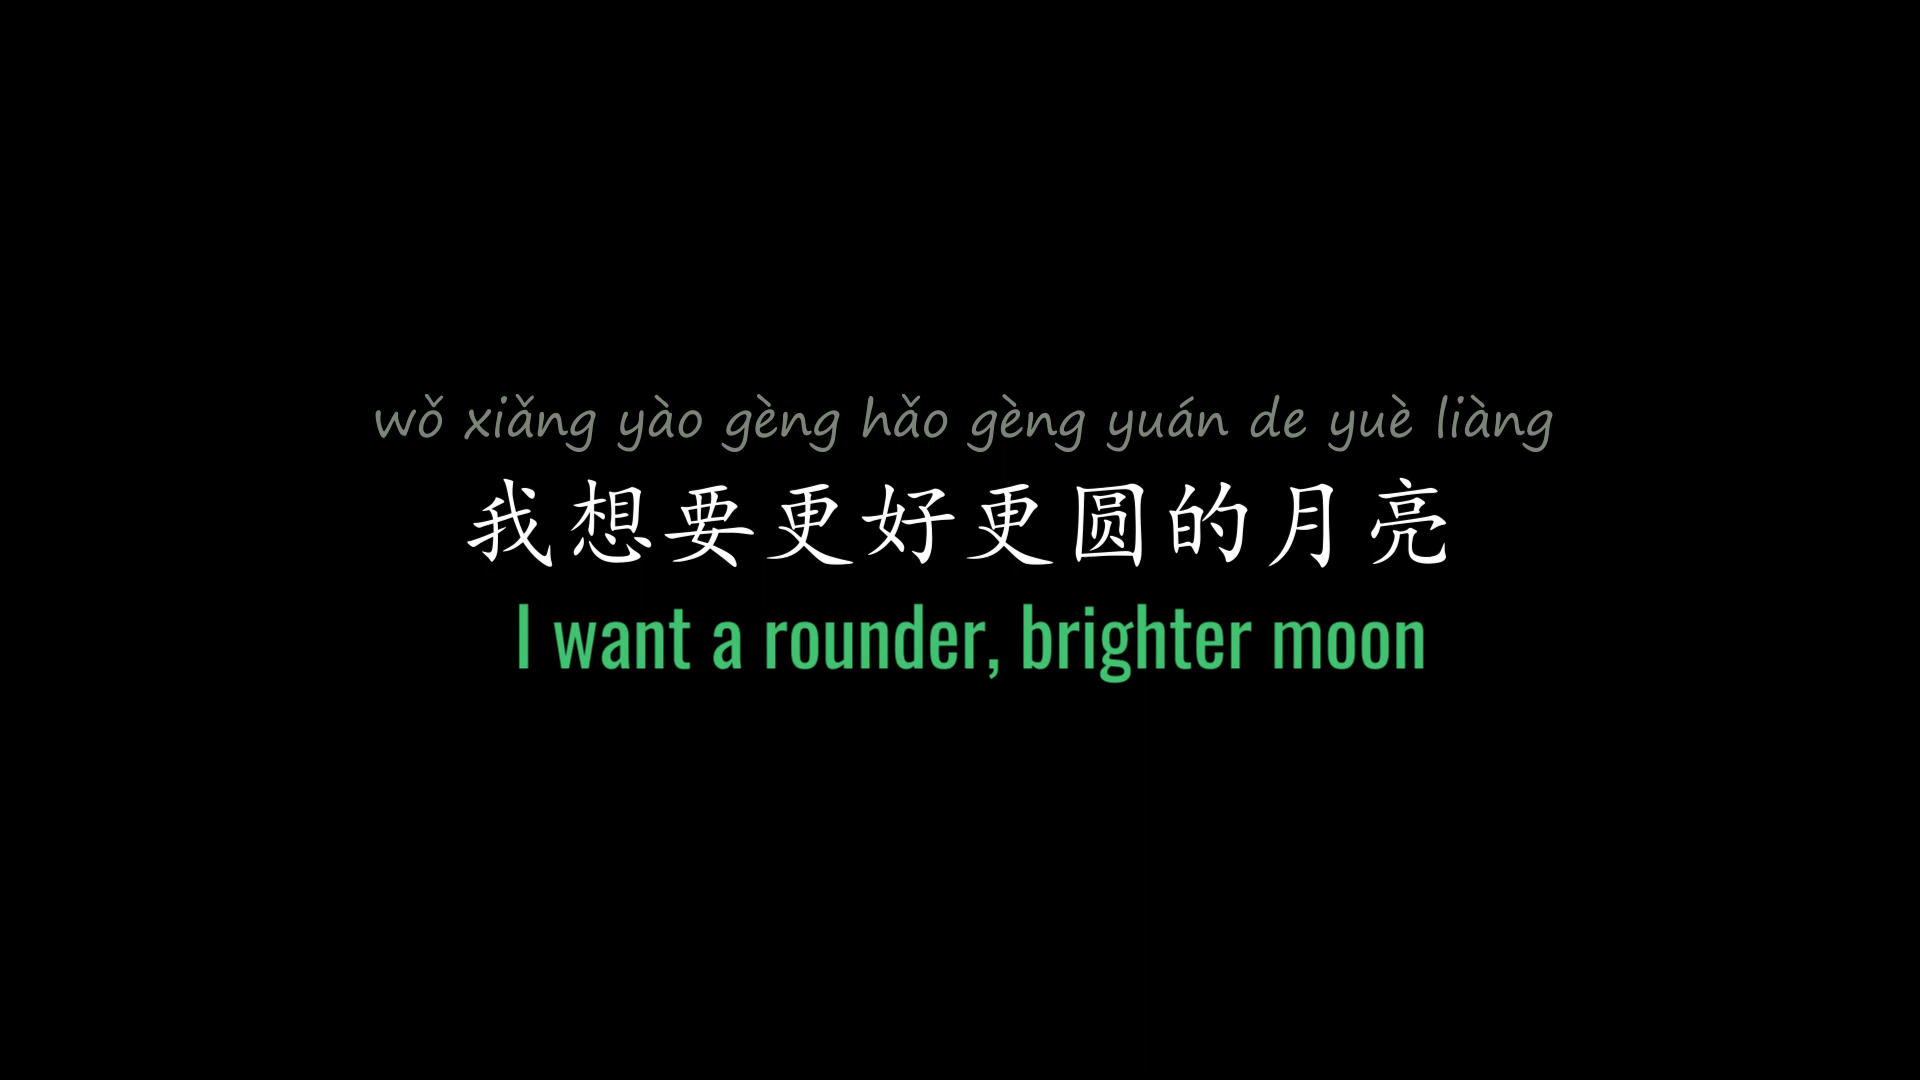 wǒ xiǎng yào gèng hǎo gèng yuán de yuè liàng
我想要更好更圆的月亮
I want a rounder, brighter moon